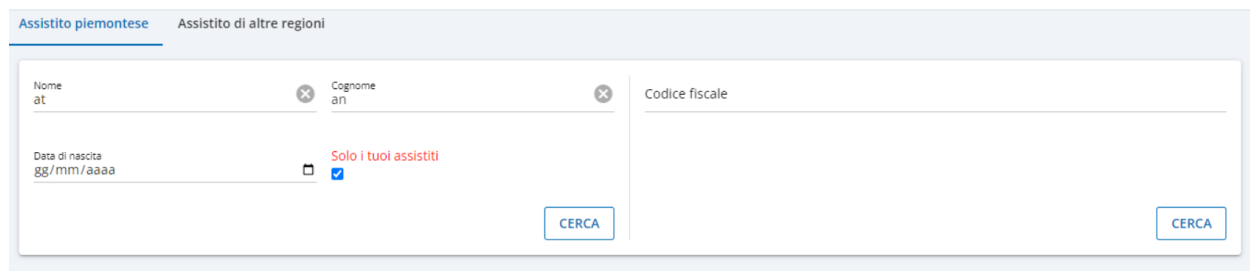 Assistito piemontese Assistito di altre regioni
Nome
at
Cognome
an
Data di nascita
gg/mm/aaaa
Solo i tuoi assistiti
CERCA
Codice fiscale
CERCA